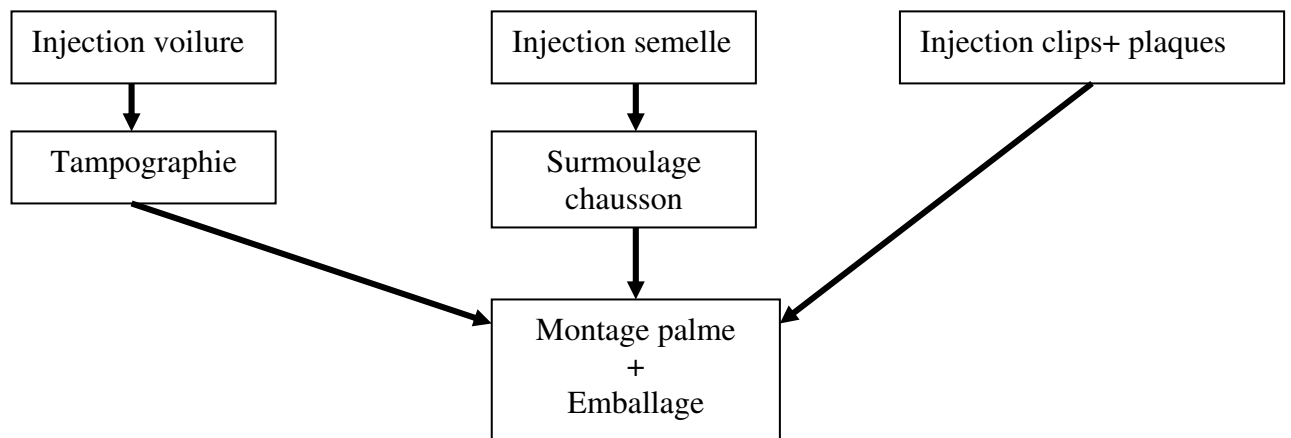 Injection voilure
Injection semelle
Injection clips+ plaques
Tampographie
Surmoulage
chausson
Montage palme
+
Emballage